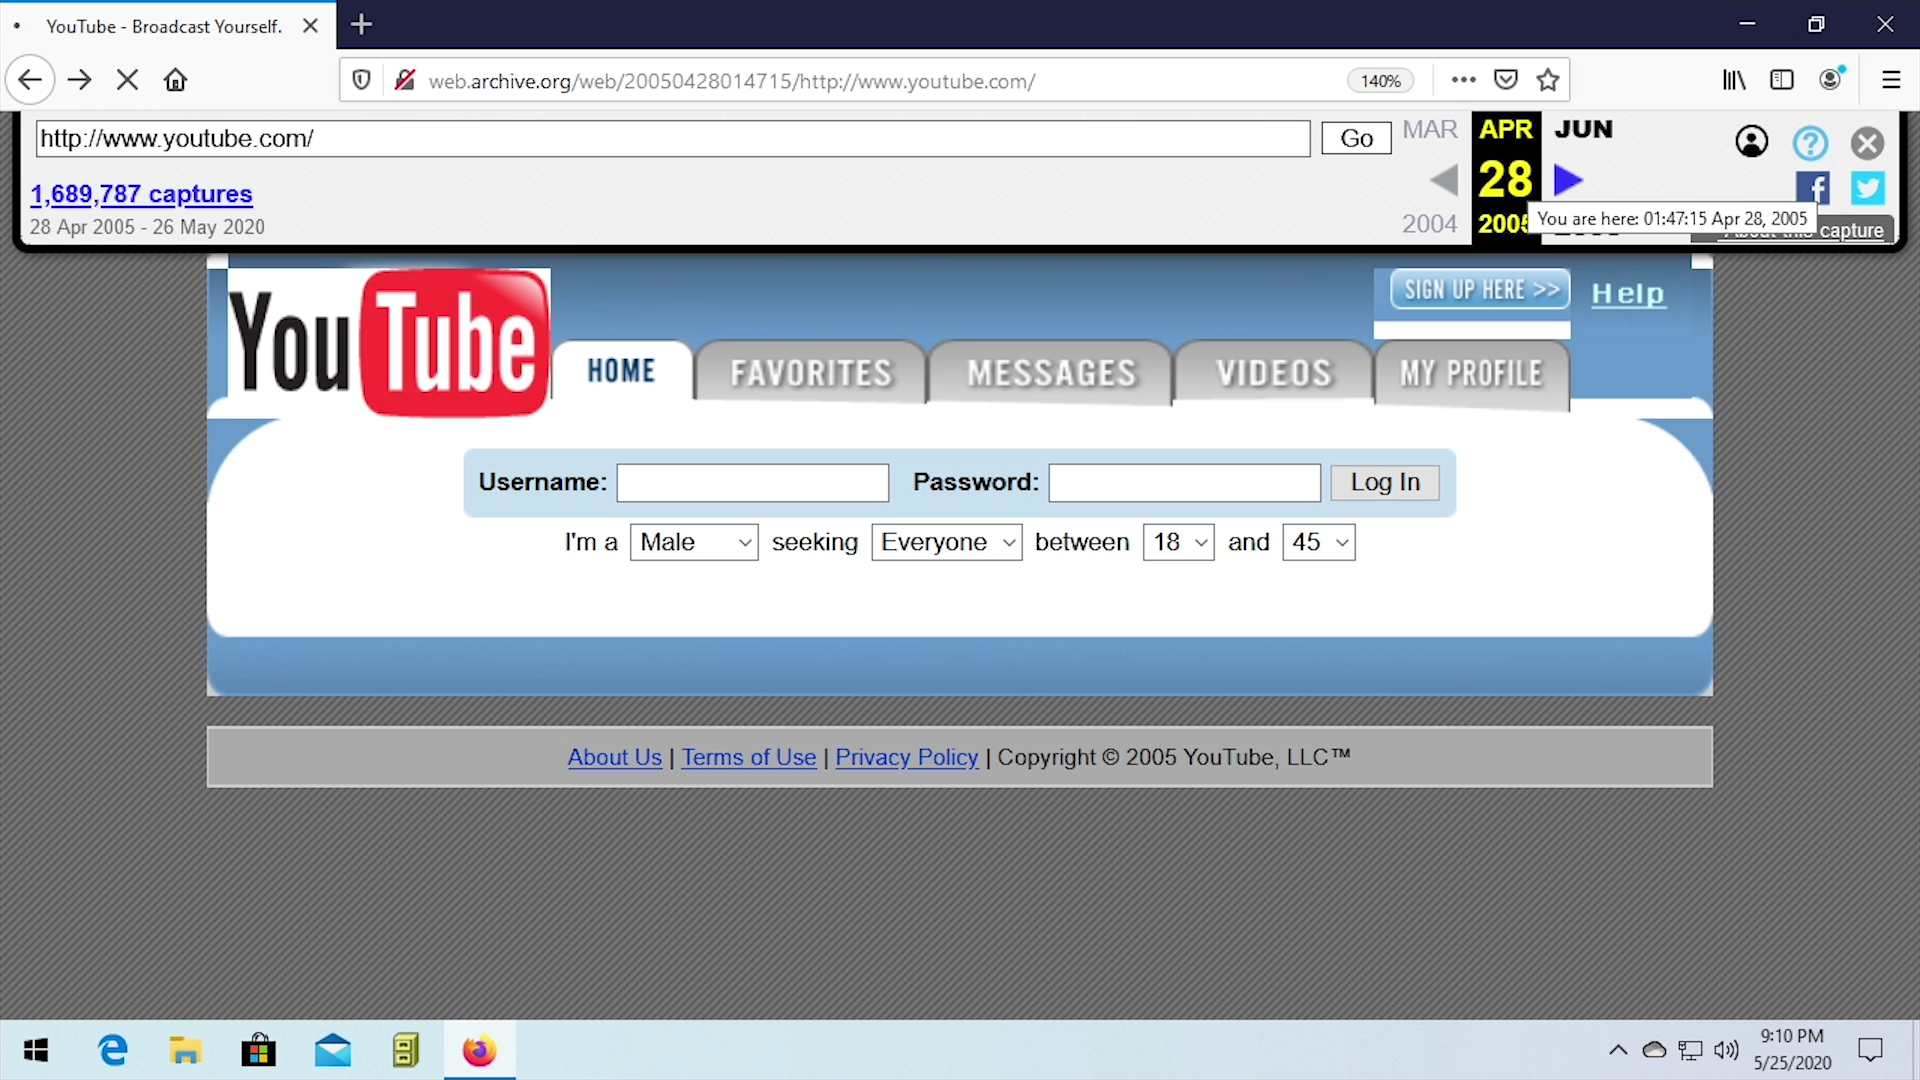 YouTube - Broadcast Yourself.
web.archive.org/web/20050428014715/http://www.youtube.com/
140%
http://www.youtube.com/
Go
MAR APR JUN
1,689,787 captures
28
28 Apr 2005 - 26 May 2020
2004 2005
You are here: 01:47:15 Apr 28, 2005
capture
YouTube
SIGN UP HERE >> Help
HOME FAVORITES MESSAGES VIDEOS MY PROFILE
Username: Password: Log In
I'm a Male seeking Everyone between 18 and 45
About Us | Terms of Use | Privacy Policy | Copyright © 2005 YouTube, LLC™
9:10 PM
5/25/2020